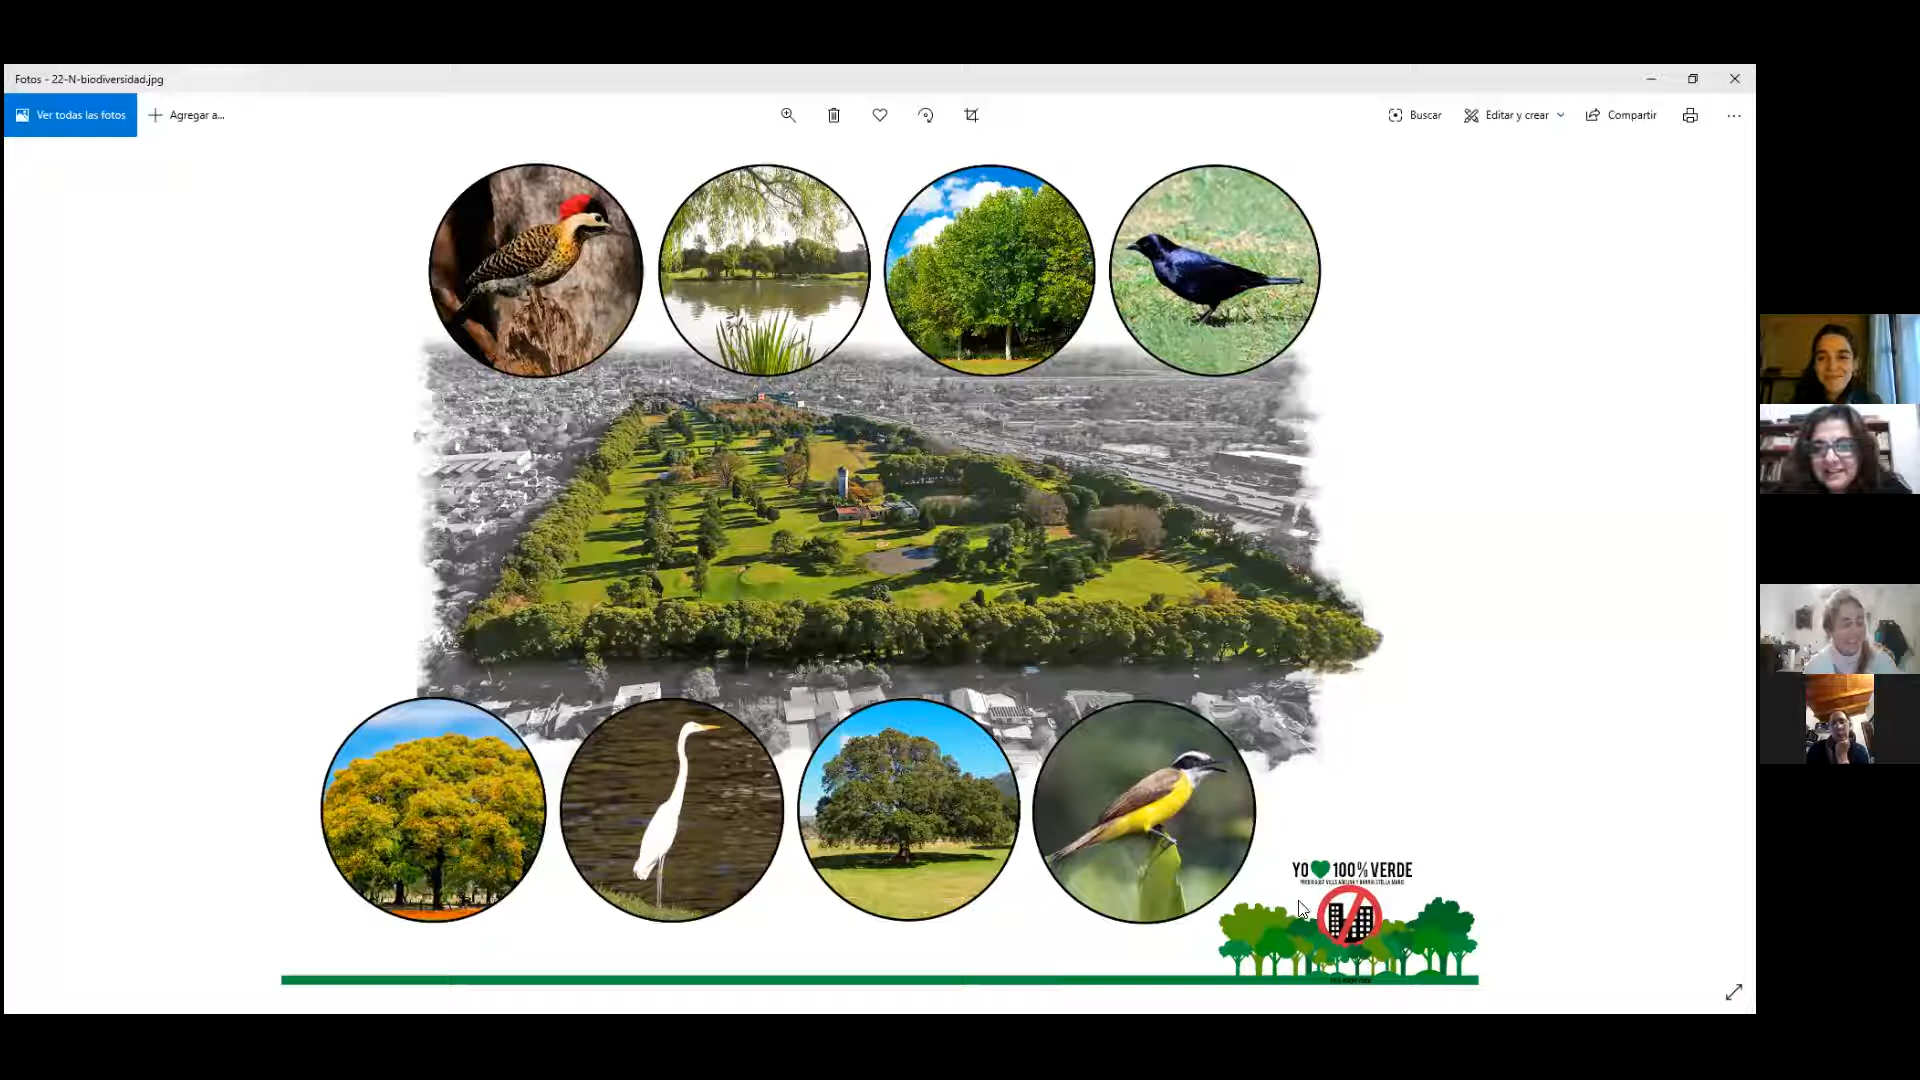 Fotos - 22-N-biodiversidad.jpg
Ver todas las fotos
Agregar a...
Buscar
Editar y crear
Compartir
YO 100% VERDE